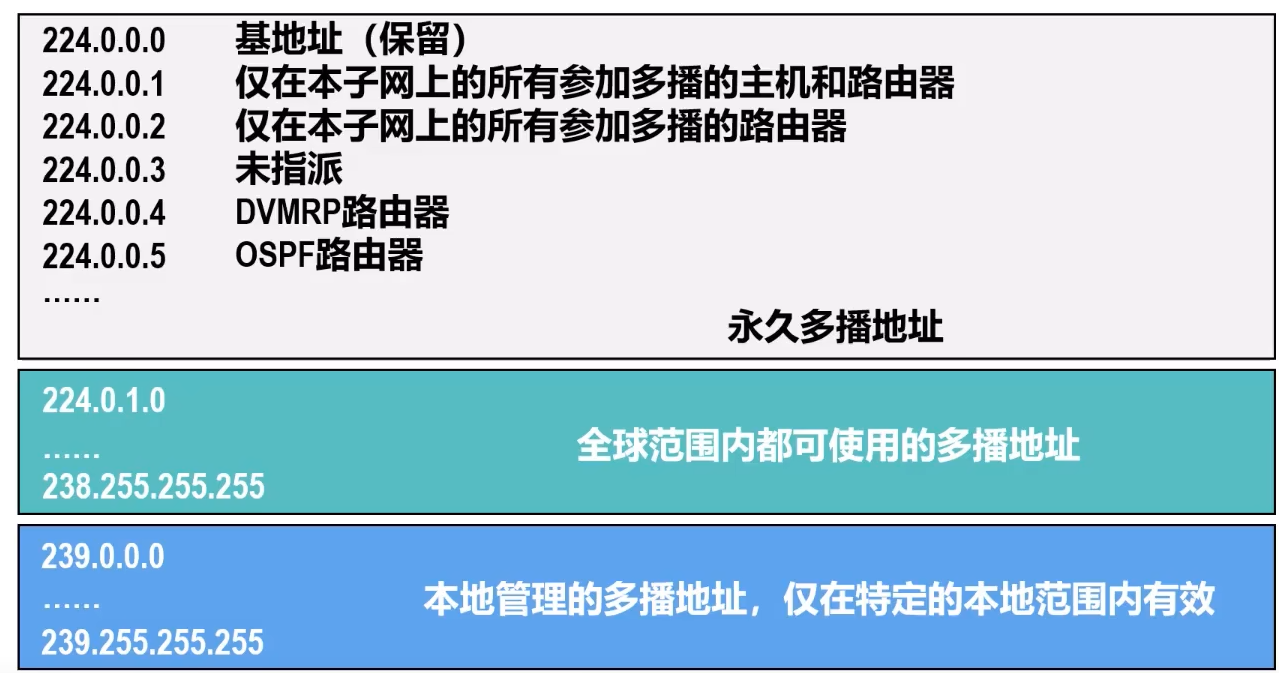 224.0.0.0 基地址（保留）
224.0.0.1 仅在本子网上的所有参加多播的主机和路由器
224.0.0.2 仅在本子网上的所有参加多播的路由器
224.0.0.3 未指派
224.0.0.4 DVMRP路由器
224.0.0.5 OSPF路由器
……
永久多播地址
224.0.1.0
……
全球范围内都可使用的多播地址
238.255.255.255
239.0.0.0
……
本地管理的多播地址，仅在特定的本地范围内有效
239.255.255.255